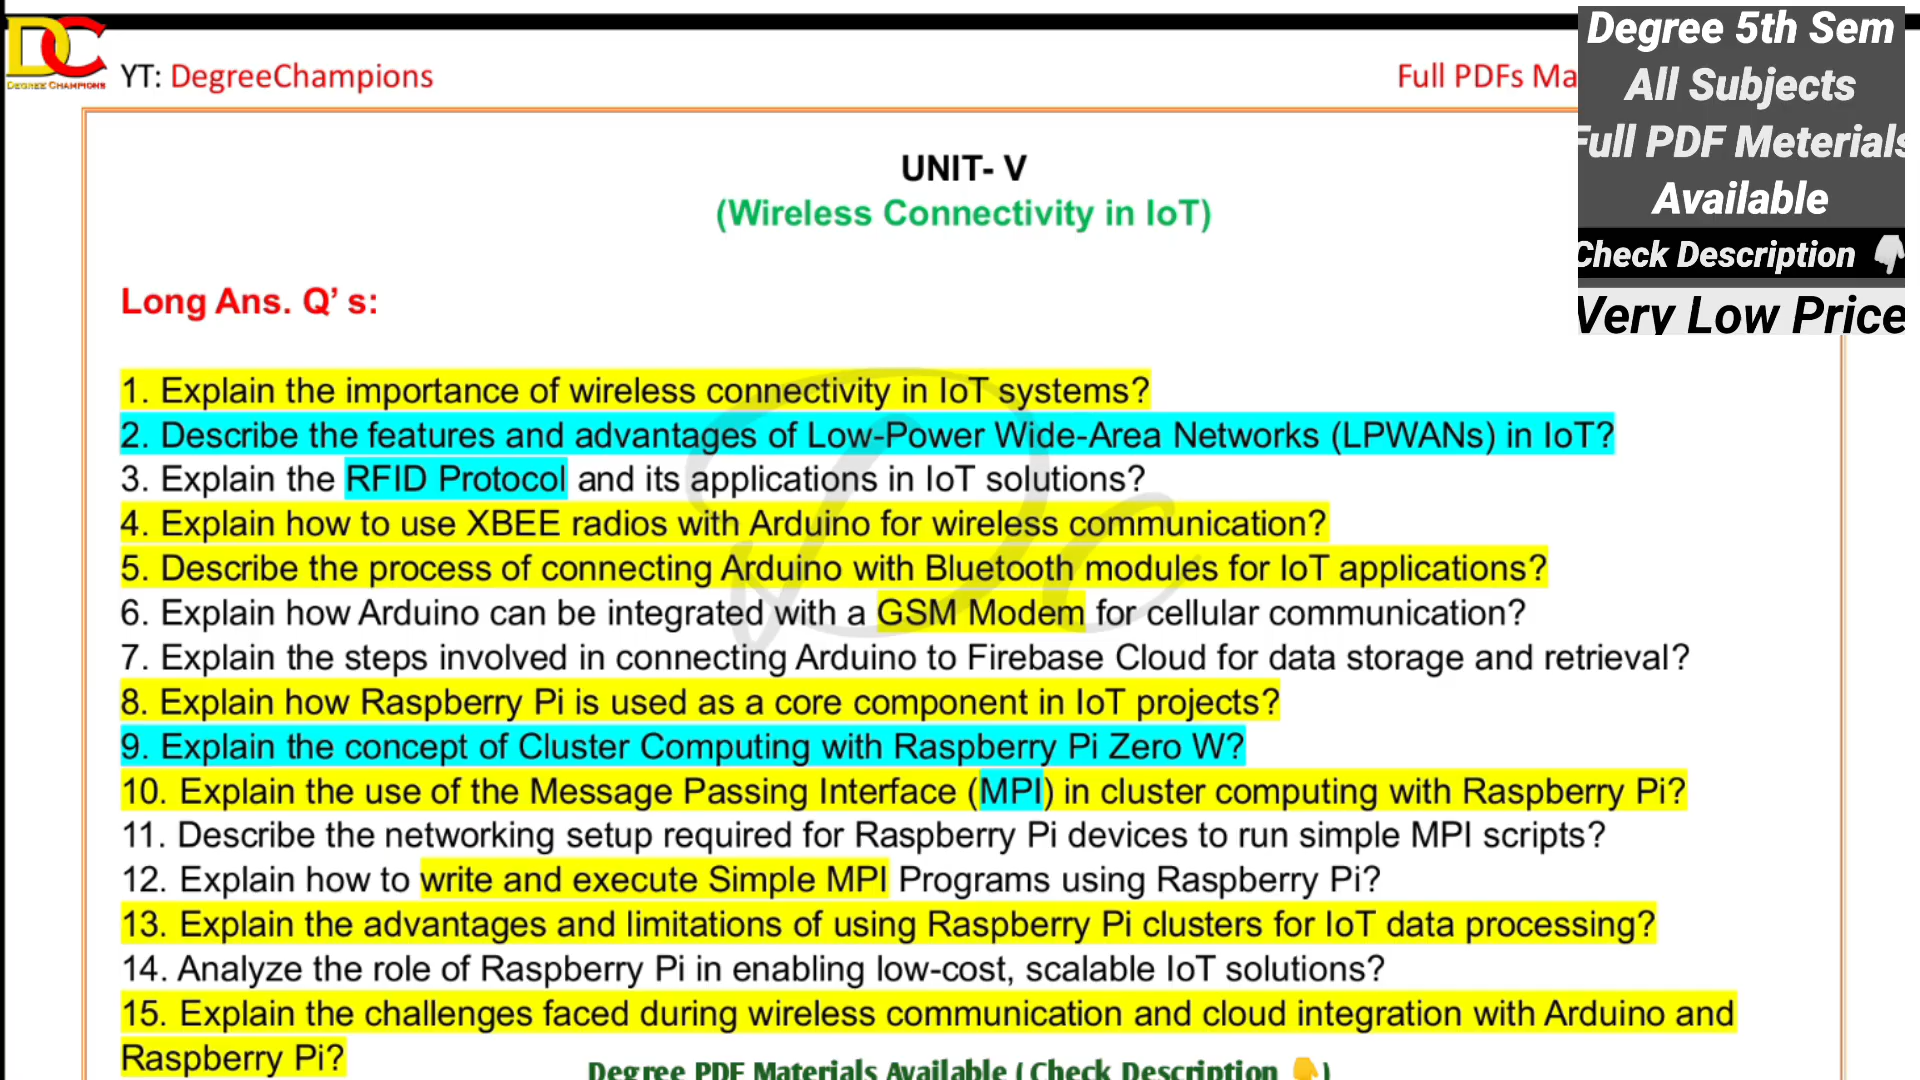 DC
DEGREE CHAMPIONS
YT: DegreeChampions
Full PDFs Ma
Degree 5th Sem
All Subjects
Full PDF Meterials
Available
Check Description 👇
Very Low Price
UNIT- V
(Wireless Connectivity in IoT)
Long Ans. Q’ s:
1. Explain the importance of wireless connectivity in IoT systems?
2. Describe the features and advantages of Low-Power Wide-Area Networks (LPWANs) in IoT?
3. Explain the RFID Protocol and its applications in IoT solutions?
4. Explain how to use XBEE radios with Arduino for wireless communication?
5. Describe the process of connecting Arduino with Bluetooth modules for IoT applications?
6. Explain how Arduino can be integrated with a GSM Modem for cellular communication?
7. Explain the steps involved in connecting Arduino to Firebase Cloud for data storage and retrieval?
8. Explain how Raspberry Pi is used as a core component in IoT projects?
9. Explain the concept of Cluster Computing with Raspberry Pi Zero W?
10. Explain the use of the Message Passing Interface (MPI) in cluster computing with Raspberry Pi?
11. Describe the networking setup required for Raspberry Pi devices to run simple MPI scripts?
12. Explain how to write and execute Simple MPI Programs using Raspberry Pi?
13. Explain the advantages and limitations of using Raspberry Pi clusters for IoT data processing?
14. Analyze the role of Raspberry Pi in enabling low-cost, scalable IoT solutions?
15. Explain the challenges faced during wireless communication and cloud integration with Arduino and
Raspberry Pi?
Degree PDF Materials Available ( Check Description 👇)